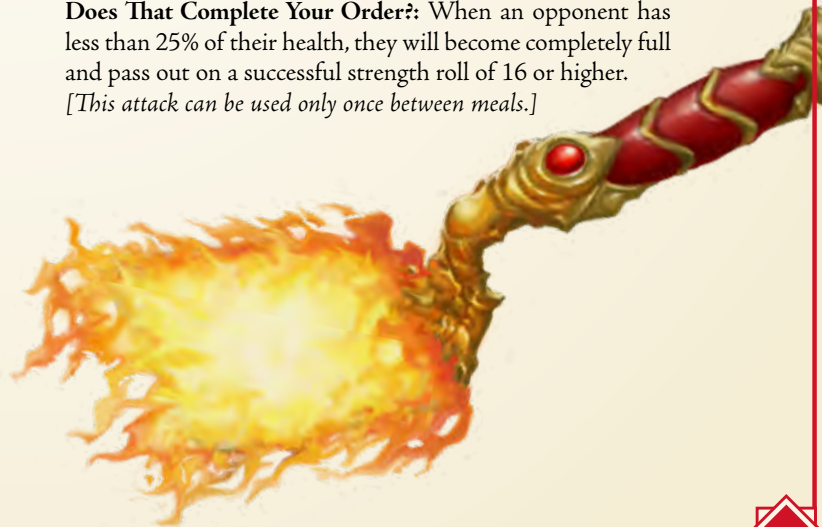 Does That Complete Your Order?: When an opponent has
less than 25% of their health, they will become completely full
and pass out on a successful strength roll of 16 or higher.
[This attack can be used only once between meals.]